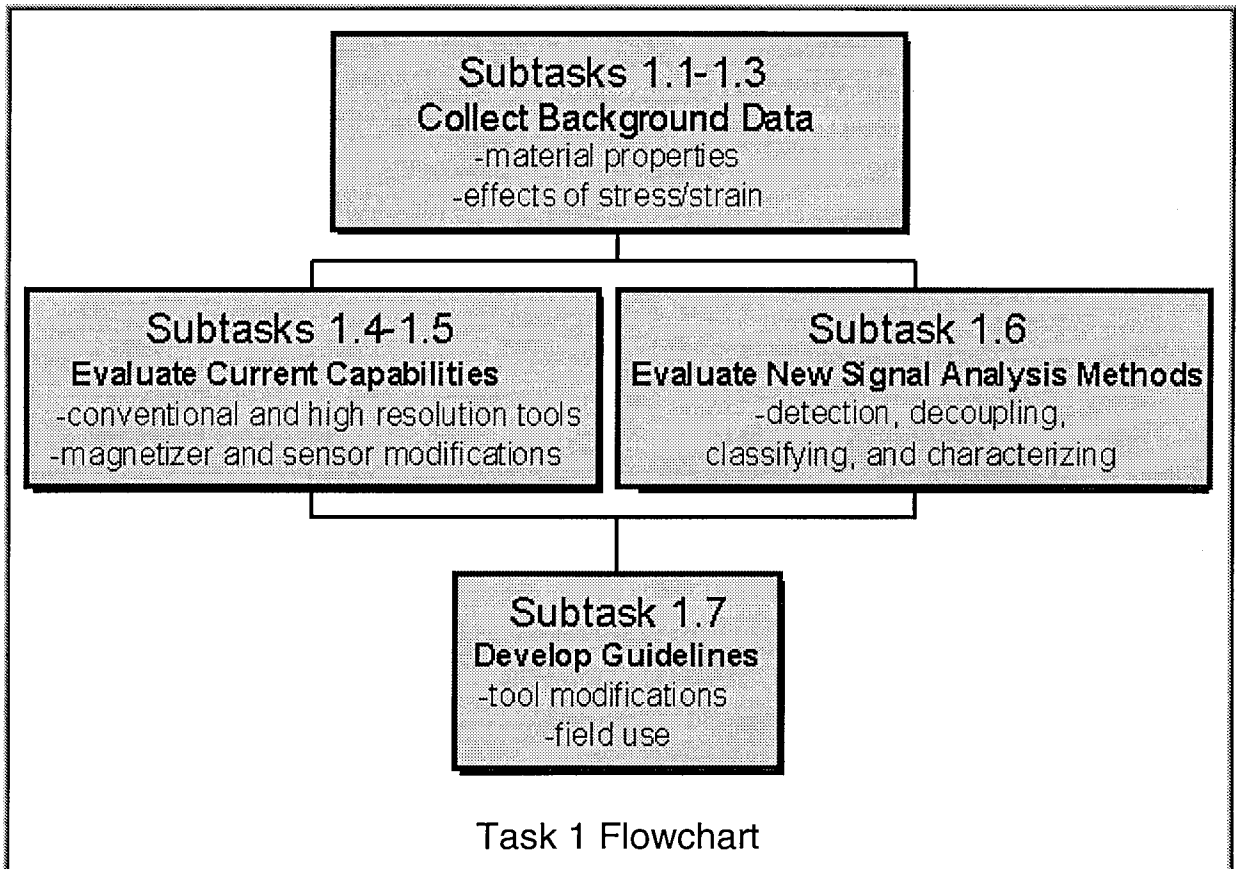 Subtasks 1.1-1.3
Collect Background Data
-material properties
-effects of stress/strain
Subtasks 1.4-1.5
Evaluate Current Capabilities
-conventional and high resolution tools
-magnetizer and sensor modifications
Subtask 1.6
Evaluate New Signal Analysis Methods
-detection, decoupling,
classifying, and characterizing
Subtask 1.7
Develop Guidelines
-tool modifications
-field use
Task 1 Flowchart